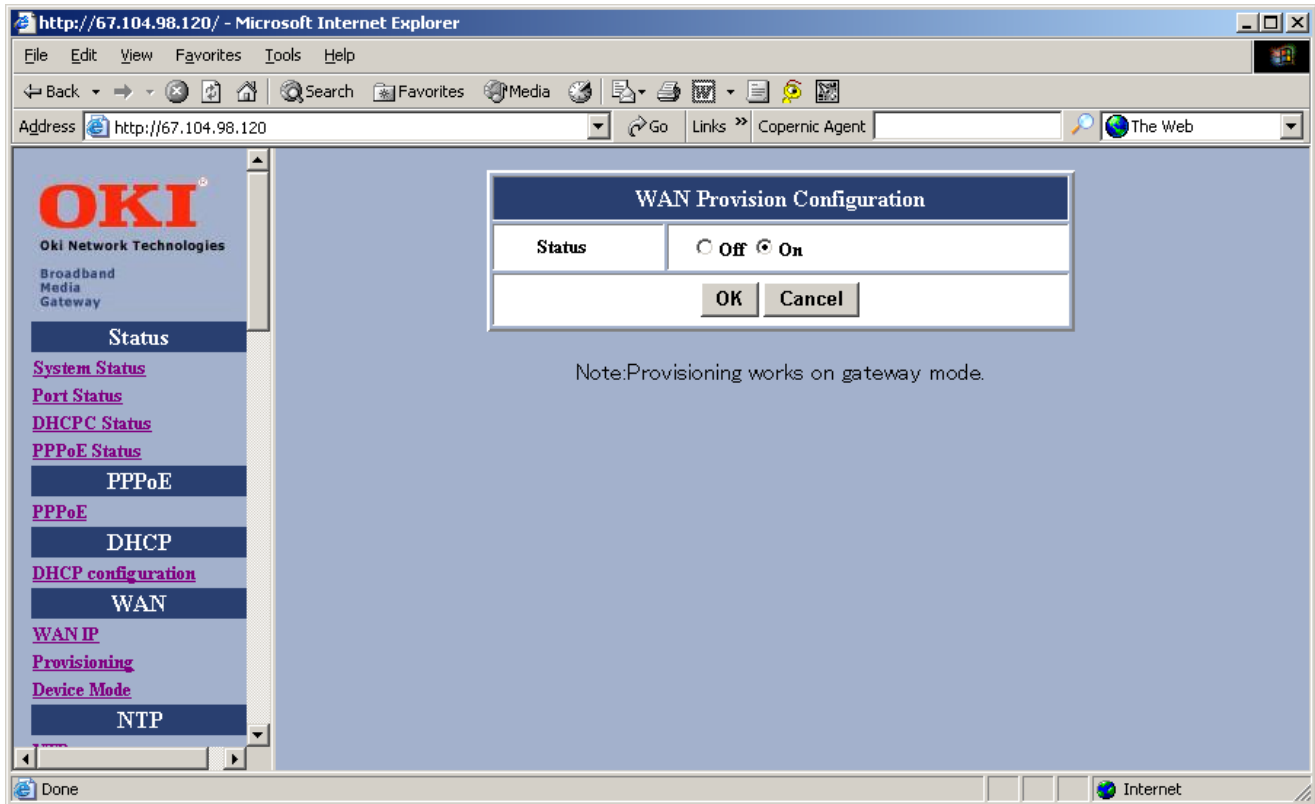 http://67.104.98.120/ - Microsoft Internet Explorer
File Edit View Favorites Tools Help
Back Search Favorites Media
Address http://67.104.98.120 Go Links » Copernic Agent The Web
OKI®
Oki Network Technologies
Broadband
Media
Gateway
Status
System Status
Port Status
DHCPC Status
PPPoE Status
PPPoE
PPPoE
DHCP
DHCP configuration
WAN
WAN IP
Provisioning
Device Mode
NTP
WAN Provision Configuration
Status Off On
OK Cancel
Note:Provisioning works on gateway mode.
Done Internet